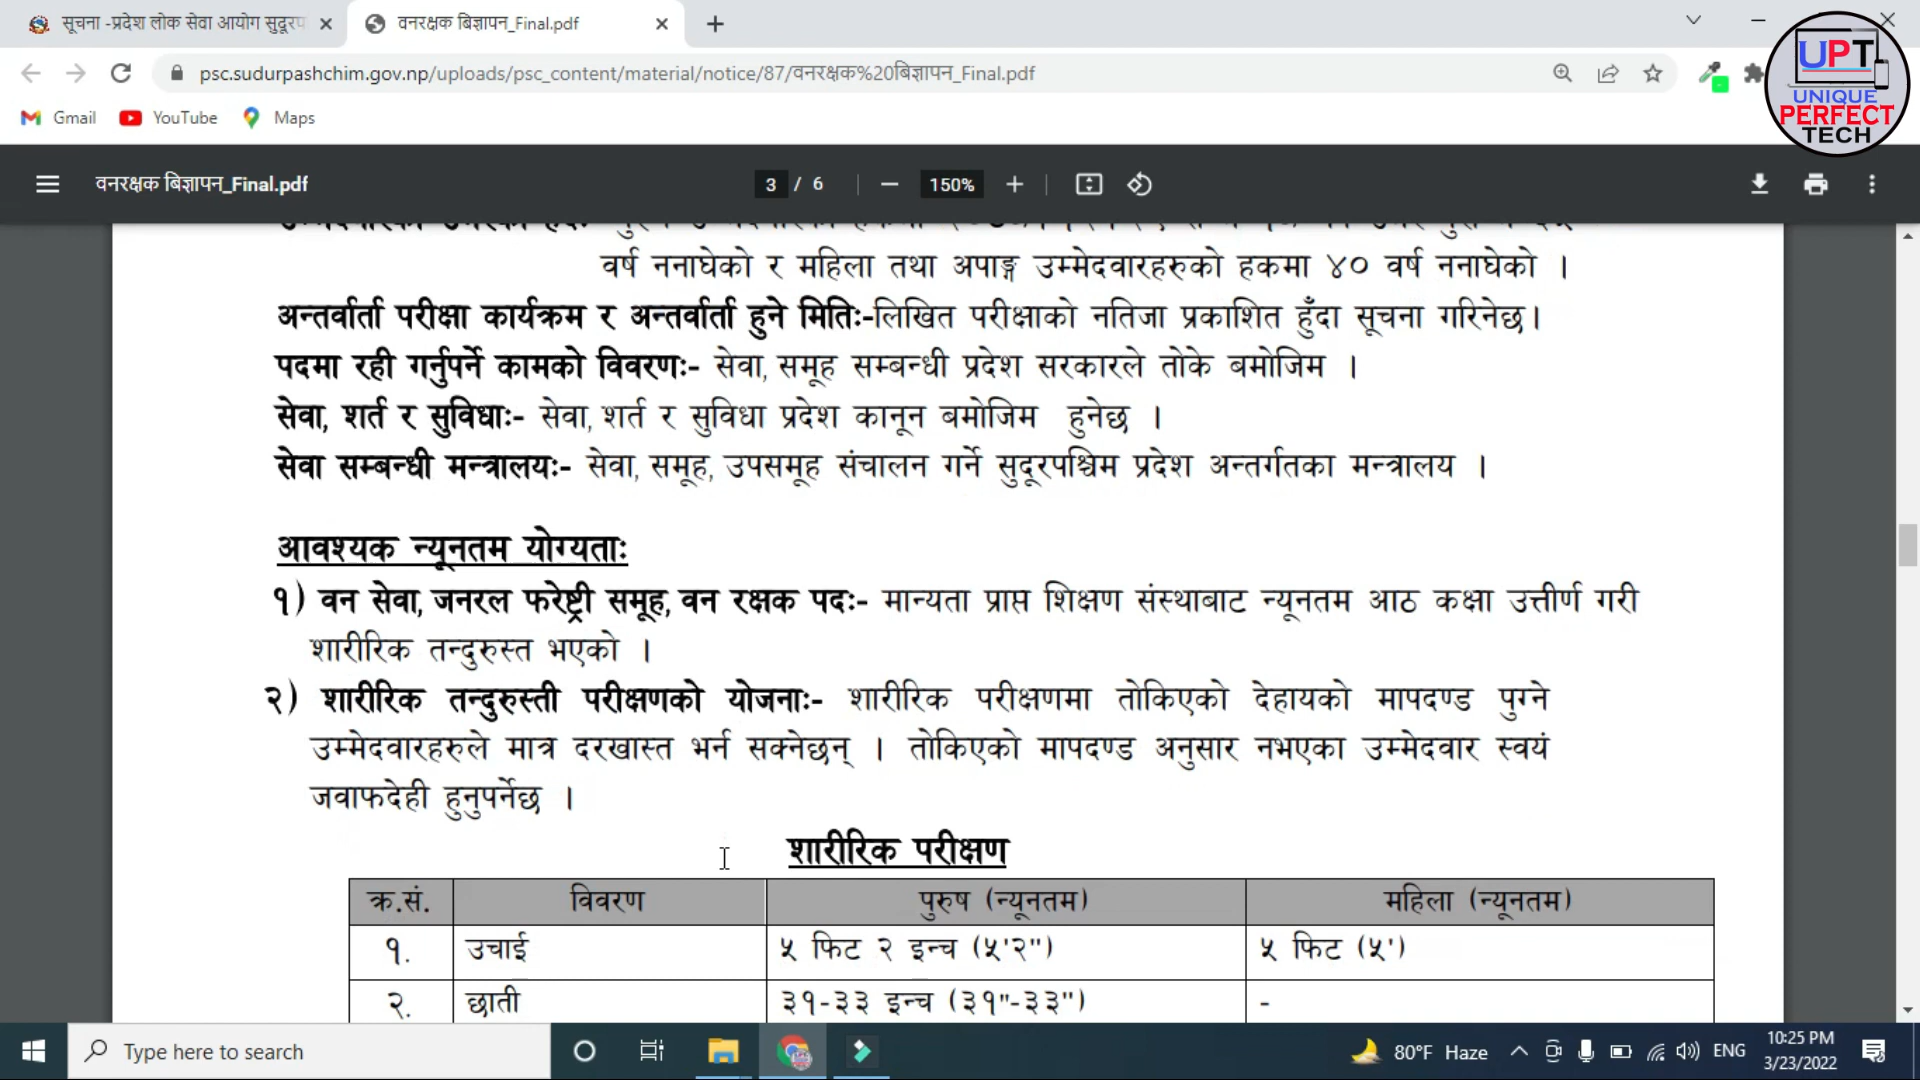 सूचना -प्रदेश लोक सेवा आयोग सुदूरप
वनरक्षक बिज्ञापन_Final.pdf
psc.sudurpashchim.gov.np/uploads/psc_content/material/notice/87/वनरक्षक%20बिज्ञापन_Final.pdf
Gmail YouTube Maps
UPT
UNIQUE
PERFECT
TECH
वनरक्षक बिज्ञापन_Final.pdf 3 / 6 150%
वर्ष ननाघेको र महिला तथा अपाङ्ग उम्मेदवारहरुको हकमा ४० वर्ष ननाघेको ।
अन्तर्वार्ता परीक्षा कार्यक्रम र अन्तर्वार्ता हुने मितिः-लिखित परीक्षाको नतिजा प्रकाशित हुँदा सूचना गरिनेछ।
पदमा रही गर्नुपर्ने कामको विवरणः- सेवा, समूह सम्बन्धी प्रदेश सरकारले तोके बमोजिम ।
सेवा, शर्त र सुविधाः- सेवा, शर्त र सुविधा प्रदेश कानून बमोजिम हुनेछ ।
सेवा सम्बन्धी मन्त्रालयः- सेवा, समूह, उपसमूह संचालन गर्ने सुदूरपश्चिम प्रदेश अन्तर्गतका मन्त्रालय ।
आवश्यक न्यूनतम योग्यताः
१) वन सेवा, जनरल फरेष्ट्री समूह, वन रक्षक पदः- मान्यता प्राप्त शिक्षण संस्थाबाट न्यूनतम आठ कक्षा उत्तीर्ण गरी
शारीरिक तन्दुरुस्त भएको ।
२) शारीरिक तन्दुरुस्ती परीक्षणको योजनाः- शारीरिक परीक्षणमा तोकिएको देहायको मापदण्ड पुग्ने
उम्मेदवारहरुले मात्र दरखास्त भर्न सक्नेछन् । तोकिएको मापदण्ड अनुसार नभएका उम्मेदवार स्वयं
जवाफदेही हुनुपर्नेछ ।
शारीरिक परीक्षण
क्र.सं. विवरण पुरुष (न्यूनतम) महिला (न्यूनतम)
१. उचाई ५ फिट २ इन्च (५'२") ५ फिट (५')
२. छाती ३१-३३ इन्च (३१"-३३") -
Type here to search 80°F Haze ENG 10:25 PM
3/23/2022